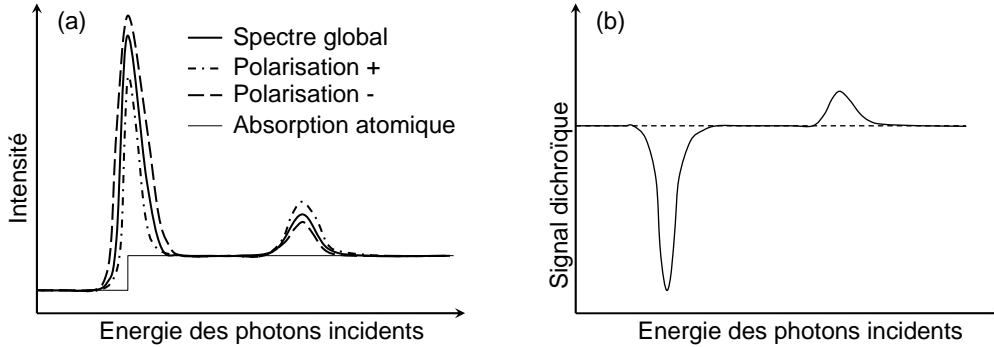 (a)
Spectre global
Polarisation +
Polarisation -
Absorption atomique
Intensité
Energie des photons incidents
(b)
Signal dichroïque
Energie des photons incidents